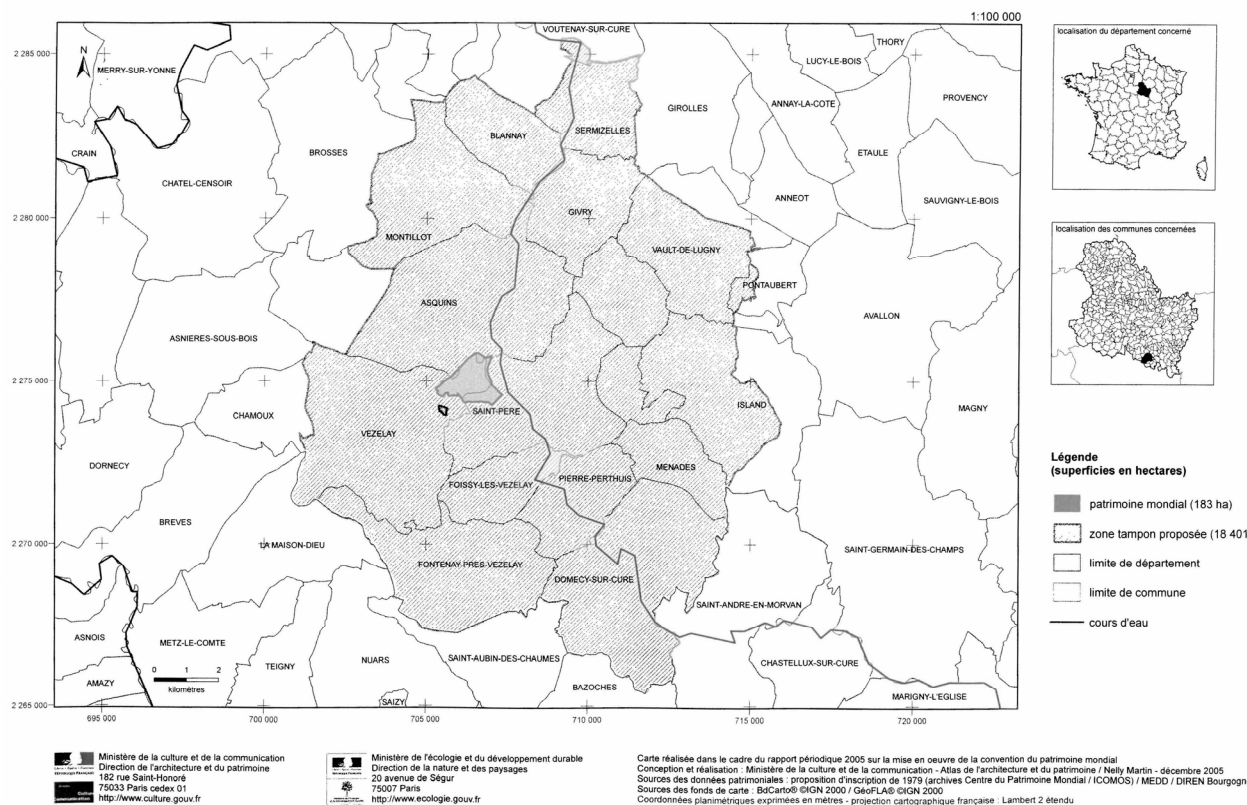 1:100 000
2 285 000
2 280 000
2 275 000
2 270 000
2 265 000
N
VOUTENAY-SUR-CURE
THORY
LUCY-LE-BOIS
MERRY-SUR-YONNE
PROVENCY
GIROLLES
ANNAY-LA-COTE
BLANNAY
SERMIZELLES
BROSSES
CRAIN
ETAULE
CHATEL-CENSOIR
ANNEOT
SAUVIGNY-LE-BOIS
GIVRY
MONTILLOT
VAULT-DE-LUGNY
PONTAUBERT
ASQUINS
AVALLON
ASNIERES-SOUS-BOIS
ISLAND
MAGNY
CHAMOUX
SAINT-PERE
VEZELAY
DORNECY
MENADES
PIERRE-PERTHUIS
FOISSY-LES-VEZELAY
BREVES
LA MAISON-DIEU
SAINT-GERMAIN-DES-CHAMPS
FONTENAY-PRES-VEZELAY
DOMECY-SUR-CURE
SAINT-ANDRE-EN-MORVAN
ASNOIS
METZ-LE-COMTE
TEIGNY
NUARS
SAINT-AUBIN-DES-CHAUMES
CHASTELLUX-SUR-CURE
AMAZY
BAZOCHES
SAIZY
MARIGNY-L'EGLISE
0 1 2
kilomètres
695 000
700 000
705 000
710 000
715 000
720 000
localisation du département concerné
localisation des communes concernées
Légende
(superficies en hectares)
patrimoine mondial (183 ha)
zone tampon proposée (18 401
limite de département
limite de commune
cours d'eau
Ministère de la culture et de la communication
Direction de l'architecture et du patrimoine
182 rue Saint-Honoré
75033 Paris cedex 01
http://www.culture.gouv.fr
Ministère de l'écologie et du développement durable
Direction de la nature et des paysages
20 avenue de Ségur
75007 Paris
http://www.ecologie.gouv.fr
Carte réalisée dans le cadre du rapport périodique 2005 sur la mise en oeuvre de la convention du patrimoine mondial
Conception et réalisation : Ministère de la culture et de la communication - Atlas de l'architecture et du patrimoine / Nelly Martin - décembre 2005
Sources des données patrimoniales : proposition d'inscription de 1979 (archives Centre du Patrimoine Mondial / ICOMOS) / MEDD / DIREN Bourgogn
Sources des fonds de carte : BdCarto® ©IGN 2000 / GéoFLA® ©IGN 2000
Coordonnées planimétriques exprimées en mètres - projection cartographique française : Lambert 2 étendu